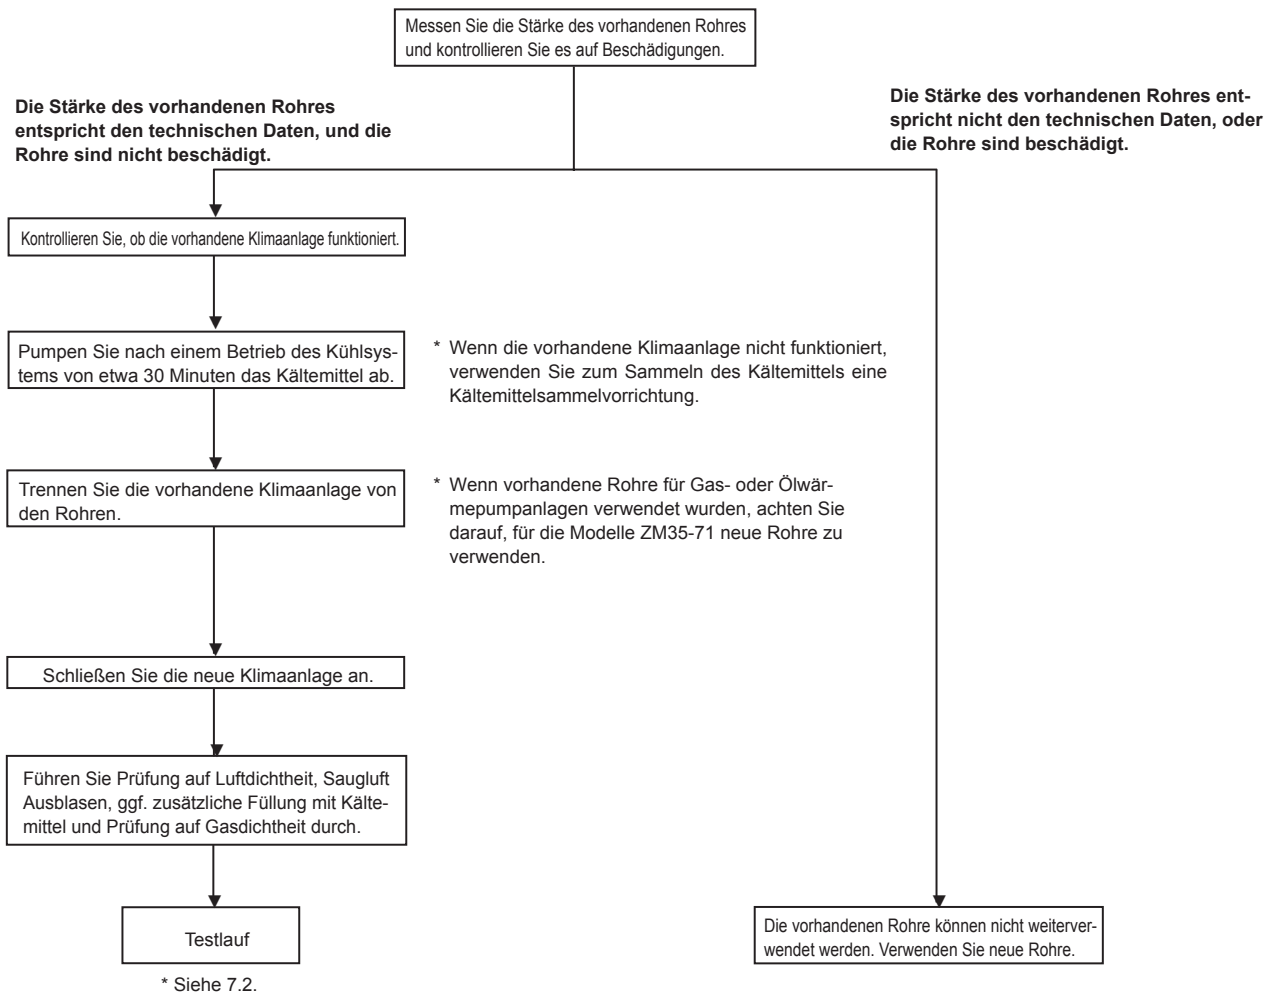 Messen Sie die Stärke des vorhandenen Rohres
und kontrollieren Sie es auf Beschädigungen.
Die Stärke des vorhandenen Rohres
entspricht den technischen Daten, und die
Rohre sind nicht beschädigt.
Die Stärke des vorhandenen Rohres ent-
spricht nicht den technischen Daten, oder
die Rohre sind beschädigt.
Kontrollieren Sie, ob die vorhandene Klimaanlage funktioniert.
Pumpen Sie nach einem Betrieb des Kühlsys-
tems von etwa 30 Minuten das Kältemittel ab.
* Wenn die vorhandene Klimaanlage nicht funktioniert,
verwenden Sie zum Sammeln des Kältemittels eine
Kältemittelsammelvorrichtung.
Trennen Sie die vorhandene Klimaanlage von
den Rohren.
* Wenn vorhandene Rohre für Gas- oder Ölwär-
mepumpanlagen verwendet wurden, achten Sie
darauf, für die Modelle ZM35-71 neue Rohre zu
verwenden.
Schließen Sie die neue Klimaanlage an.
Führen Sie Prüfung auf Luftdichtheit, Saugluft
Ausblasen, ggf. zusätzliche Füllung mit Kälte-
mittel und Prüfung auf Gasdichtheit durch.
Testlauf
* Siehe 7.2.
Die vorhandenen Rohre können nicht weiterver-
wendet werden. Verwenden Sie neue Rohre.